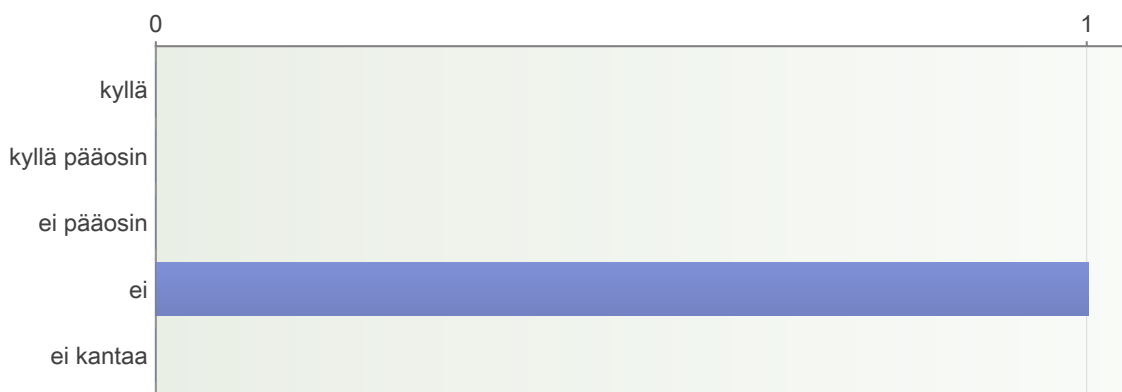 0 1
kyllä
kyllä pääosin
ei pääosin
ei
ei kantaa